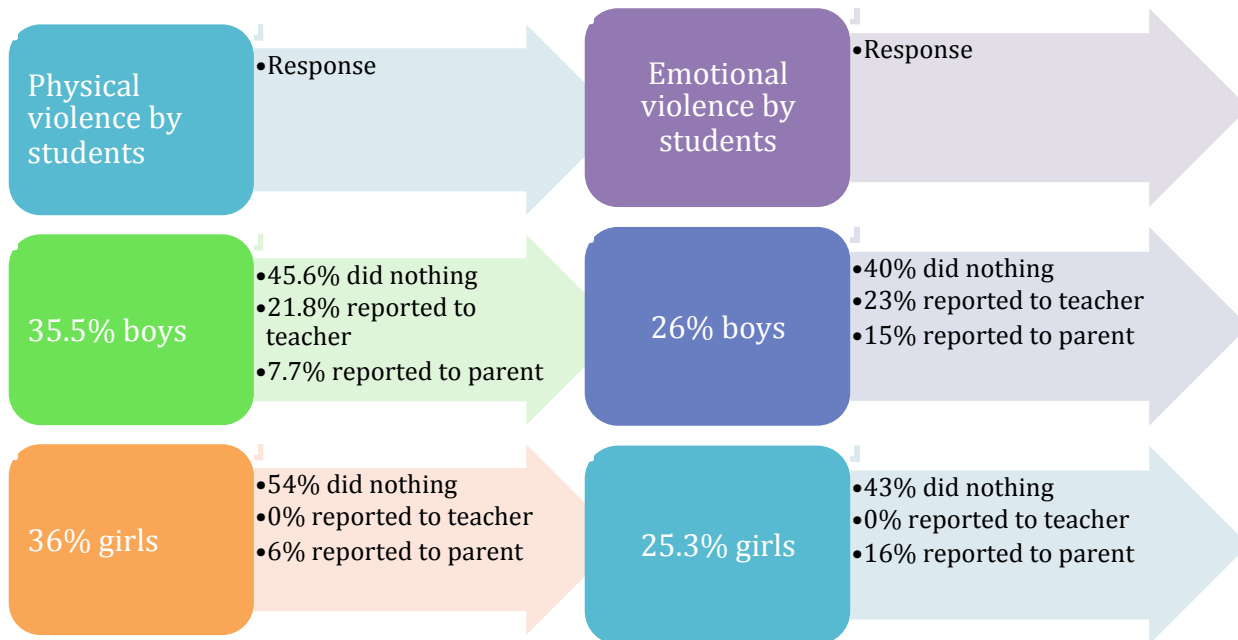 Physical
violence by
students
•Response
Emotional
violence by
students
•Response
35.5% boys
•45.6% did nothing
•21.8% reported to
teacher
•7.7% reported to parent
26% boys
•40% did nothing
•23% reported to teacher
•15% reported to parent
36% girls
•54% did nothing
•0% reported to teacher
•6% reported to parent
25.3% girls
•43% did nothing
•0% reported to teacher
•16% reported to parent